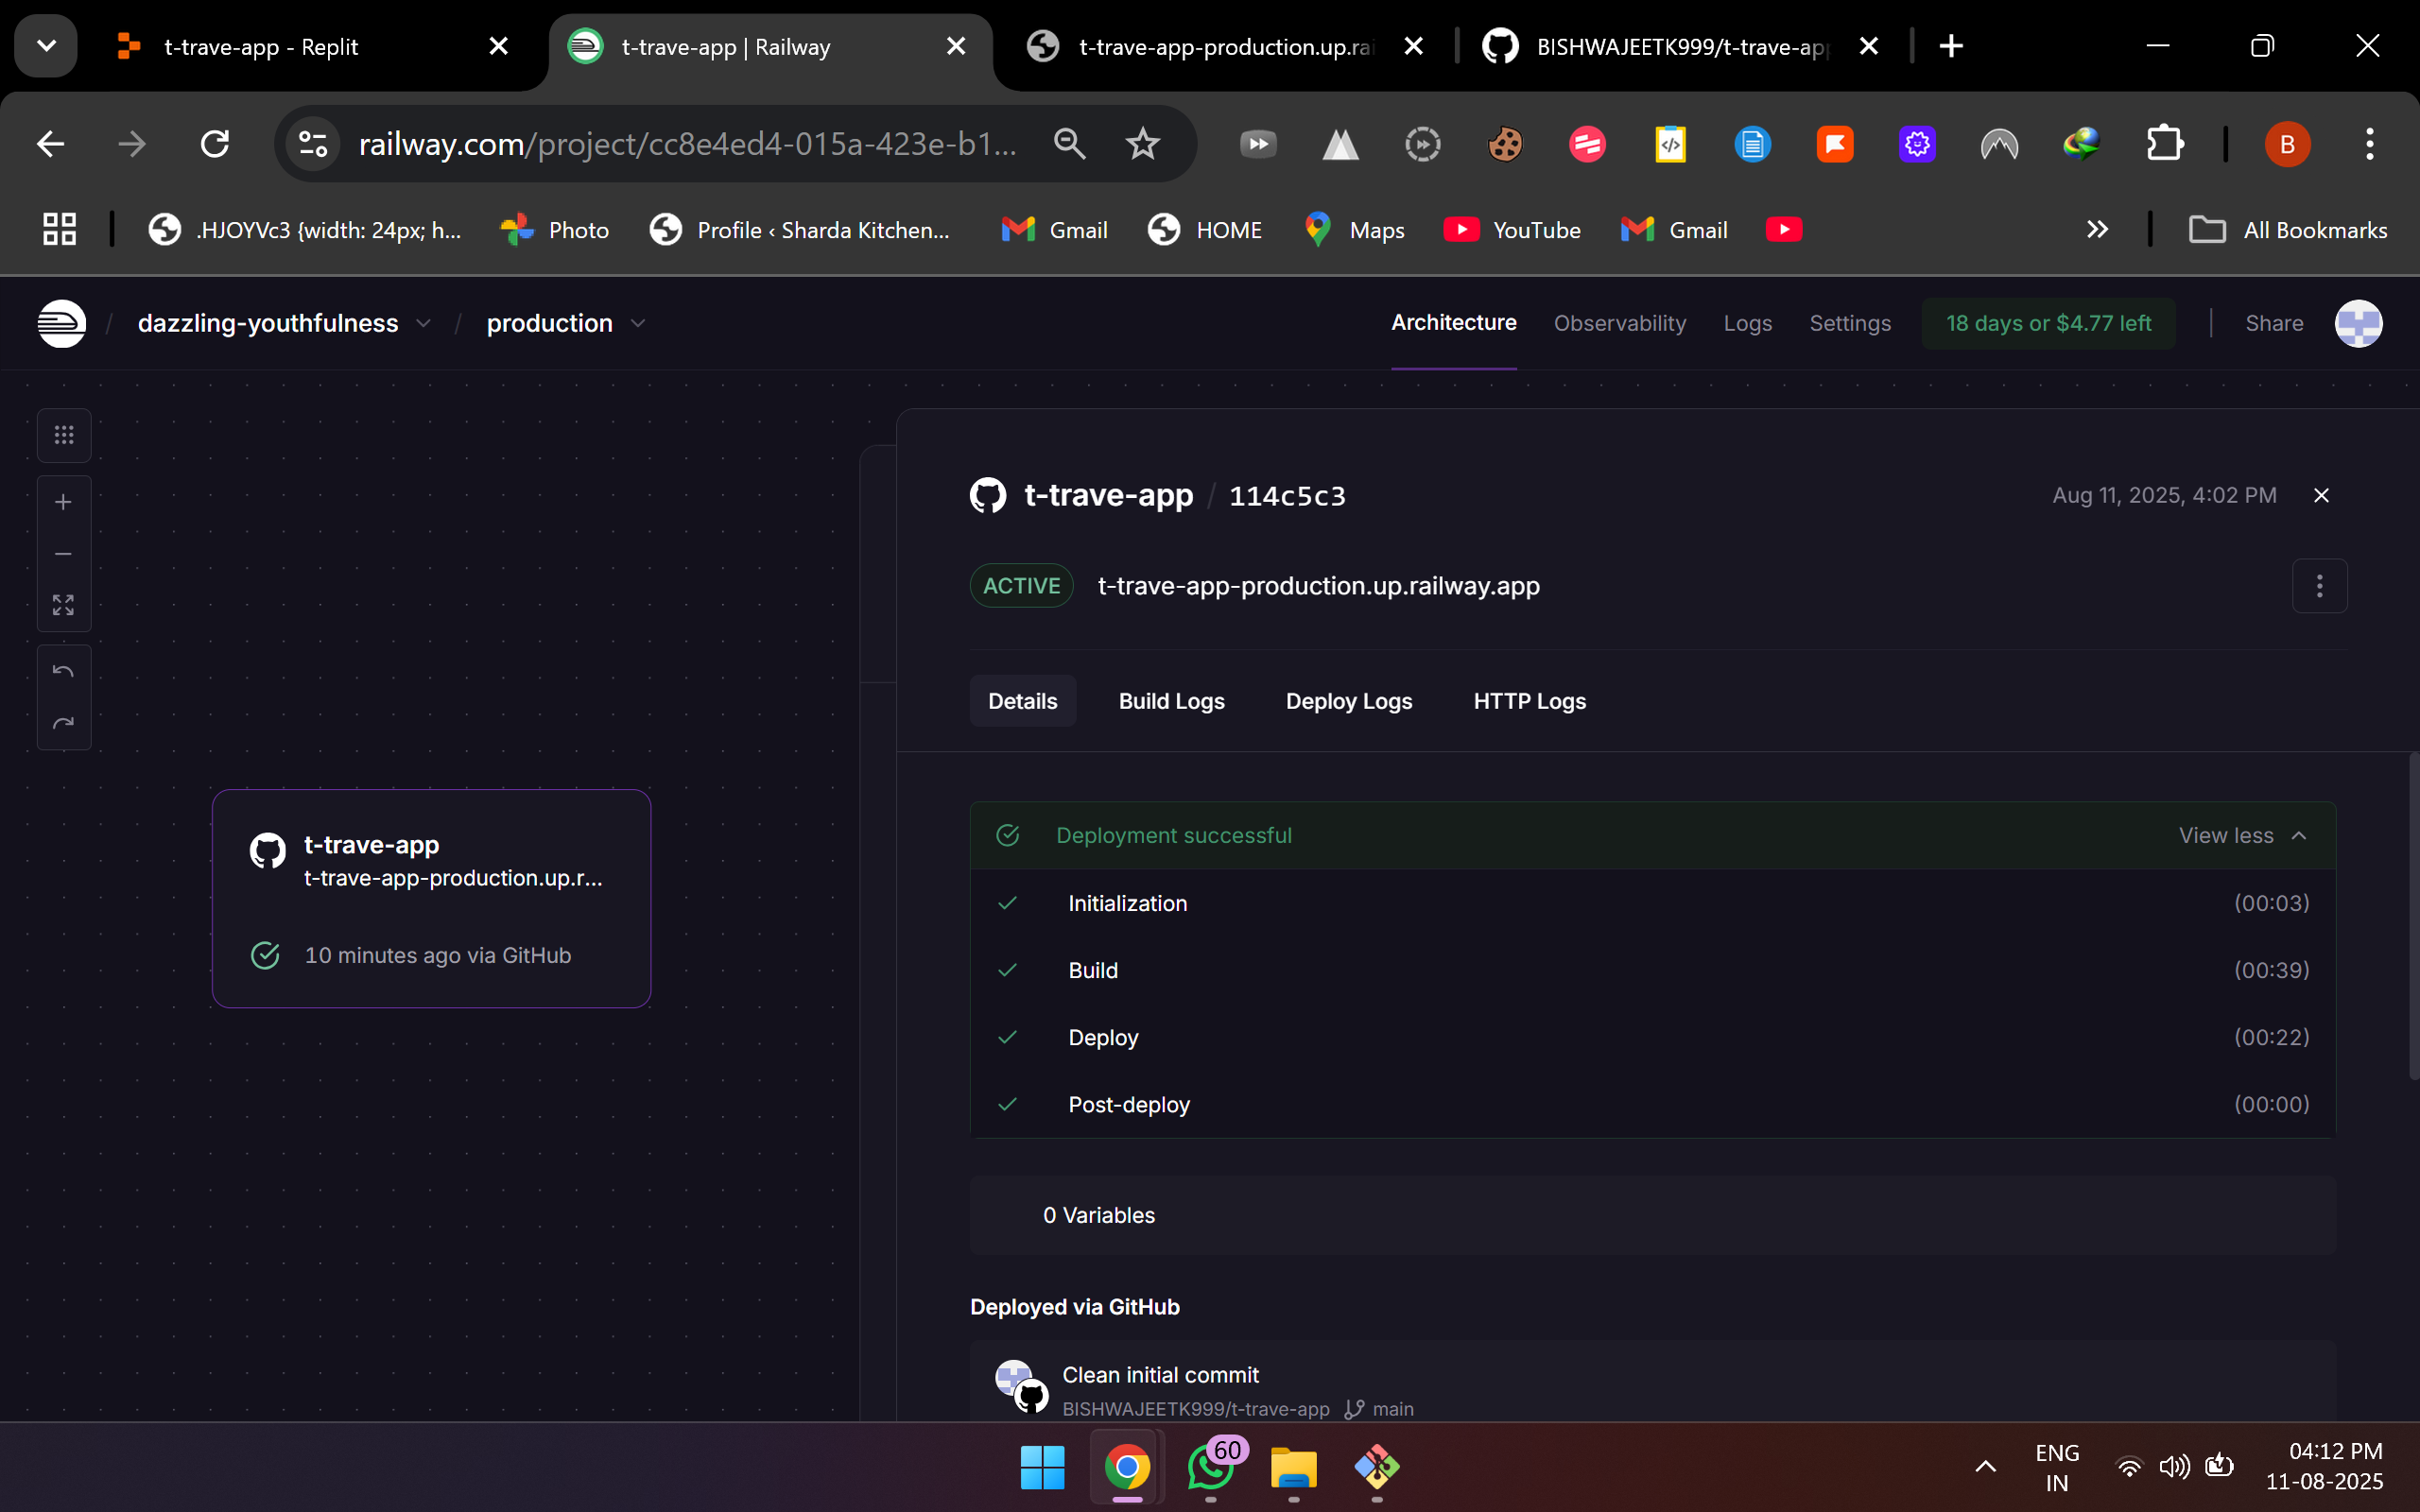 t-trave-app - Replit
t-trave-app | Railway
t-trave-app-production.up.rai
BISHWAJEETK999/t-trave-app
railway.com/project/cc8e4ed4-015a-423e-b1...
B
.HJOYVc3 {width: 24px; h...
Photo
Profile ‹ Sharda Kitchen...
Gmail
HOME
Maps
YouTube
Gmail
All Bookmarks
dazzling-youthfulness / production
Architecture
Observability
Logs
Settings
18 days or $4.77 left
Share
t-trave-app / 114c5c3
Aug 11, 2025, 4:02 PM
ACTIVE
t-trave-app-production.up.railway.app
Details
Build Logs
Deploy Logs
HTTP Logs
t-trave-app
t-trave-app-production.up.r...
10 minutes ago via GitHub
Deployment successful
View less
Initialization (00:03)
Build (00:39)
Deploy (00:22)
Post-deploy (00:00)
0 Variables
Deployed via GitHub
Clean initial commit
BISHWAJEETK999/t-trave-app main
60
ENG
IN
04:12 PM
11-08-2025